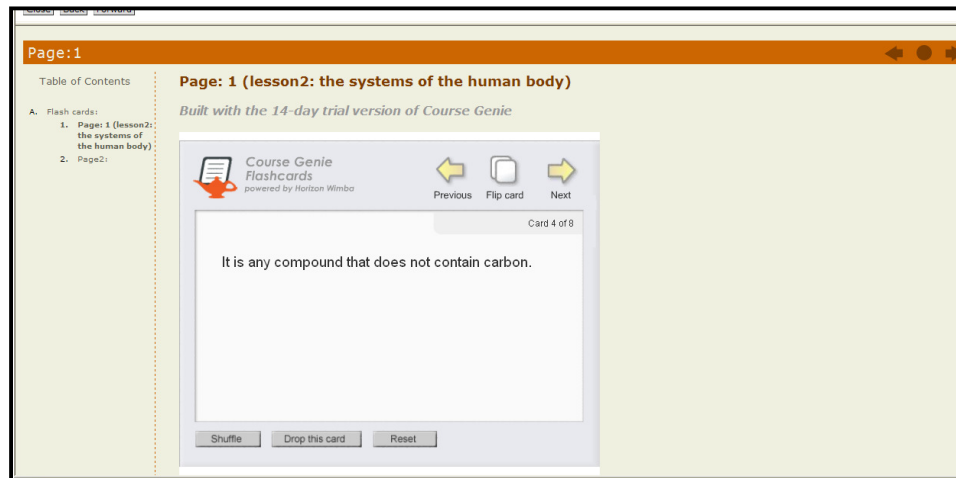 Close Back Forward
Page:1
Table of Contents
A. Flash cards:
1. Page: 1 (lesson2:
the systems of
the human body)
2. Page2:
Page: 1 (lesson2: the systems of the human body)
Built with the 14-day trial version of Course Genie
Course Genie
Flashcards
powered by Horizon Wimba
Previous Flip card Next
Card 4 of 8
It is any compound that does not contain carbon.
Shuffle Drop this card Reset